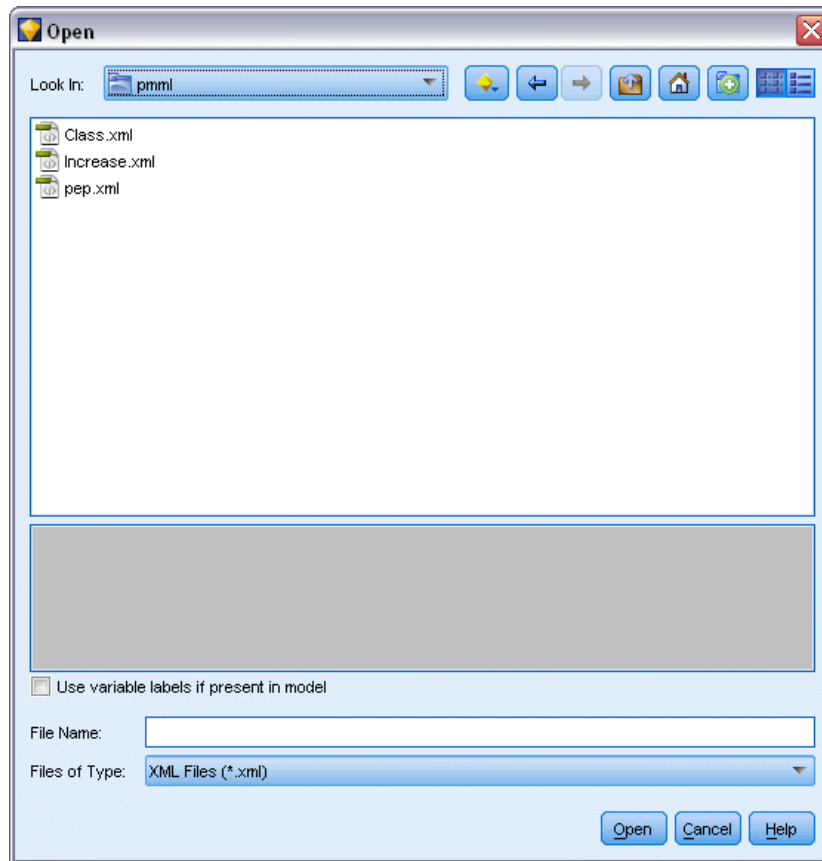 Open
Look In: pmml
Class.xml
Increase.xml
pep.xml
Use variable labels if present in model
File Name:
Files of Type: XML Files (*.xml)
Open Cancel Help